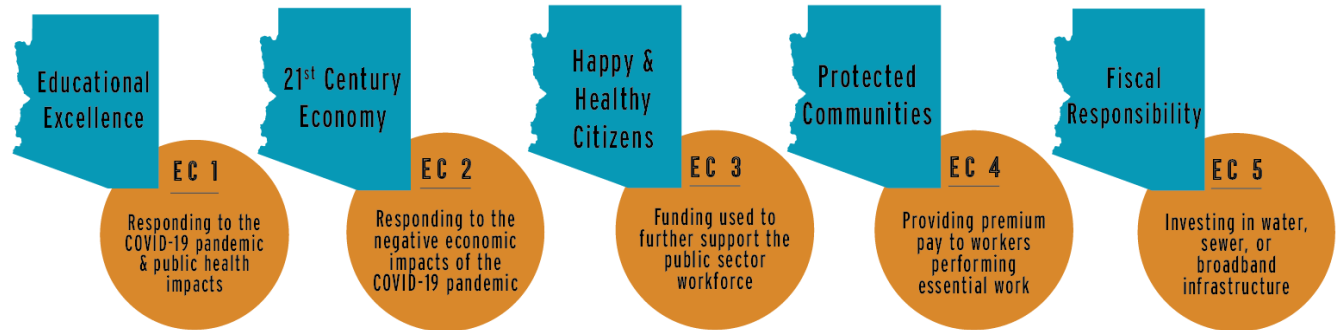 Educational
Excellence
EC 1
Responding to the
COVID-19 pandemic
& public health
impacts
21st Century
Economy
EC 2
Responding to the
negative economic
impacts of the
COVID-19 pandemic
Happy &
Healthy
Citizens
EC 3
Funding used to
further support the
public sector
workforce
Protected
Communities
EC 4
Providing premium
pay to workers
performing
essential work
Fiscal
Responsibility
EC 5
Investing in water,
sewer, or
broadband
infrastructure